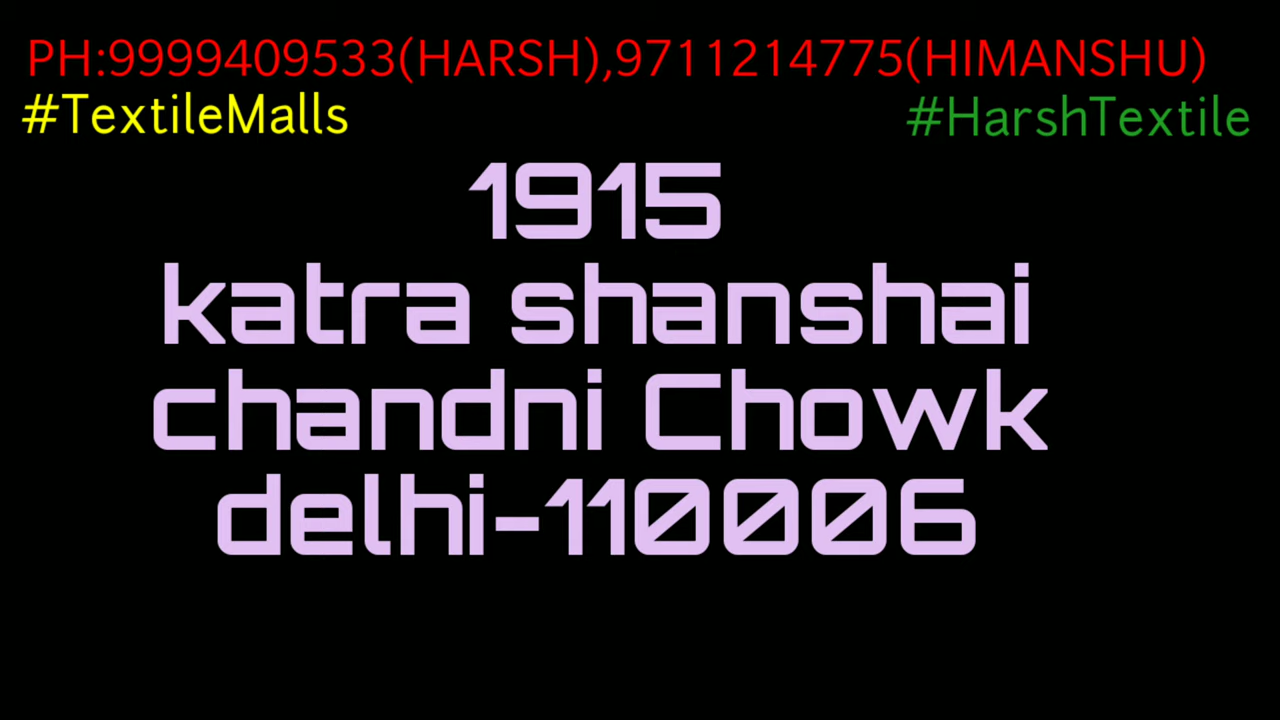 PH:9999409533(HARSH),9711214775(HIMANSHU)
#TextileMalls #HarshTextile
1915
katra shanshai
chandni Chowk
delhi-110006